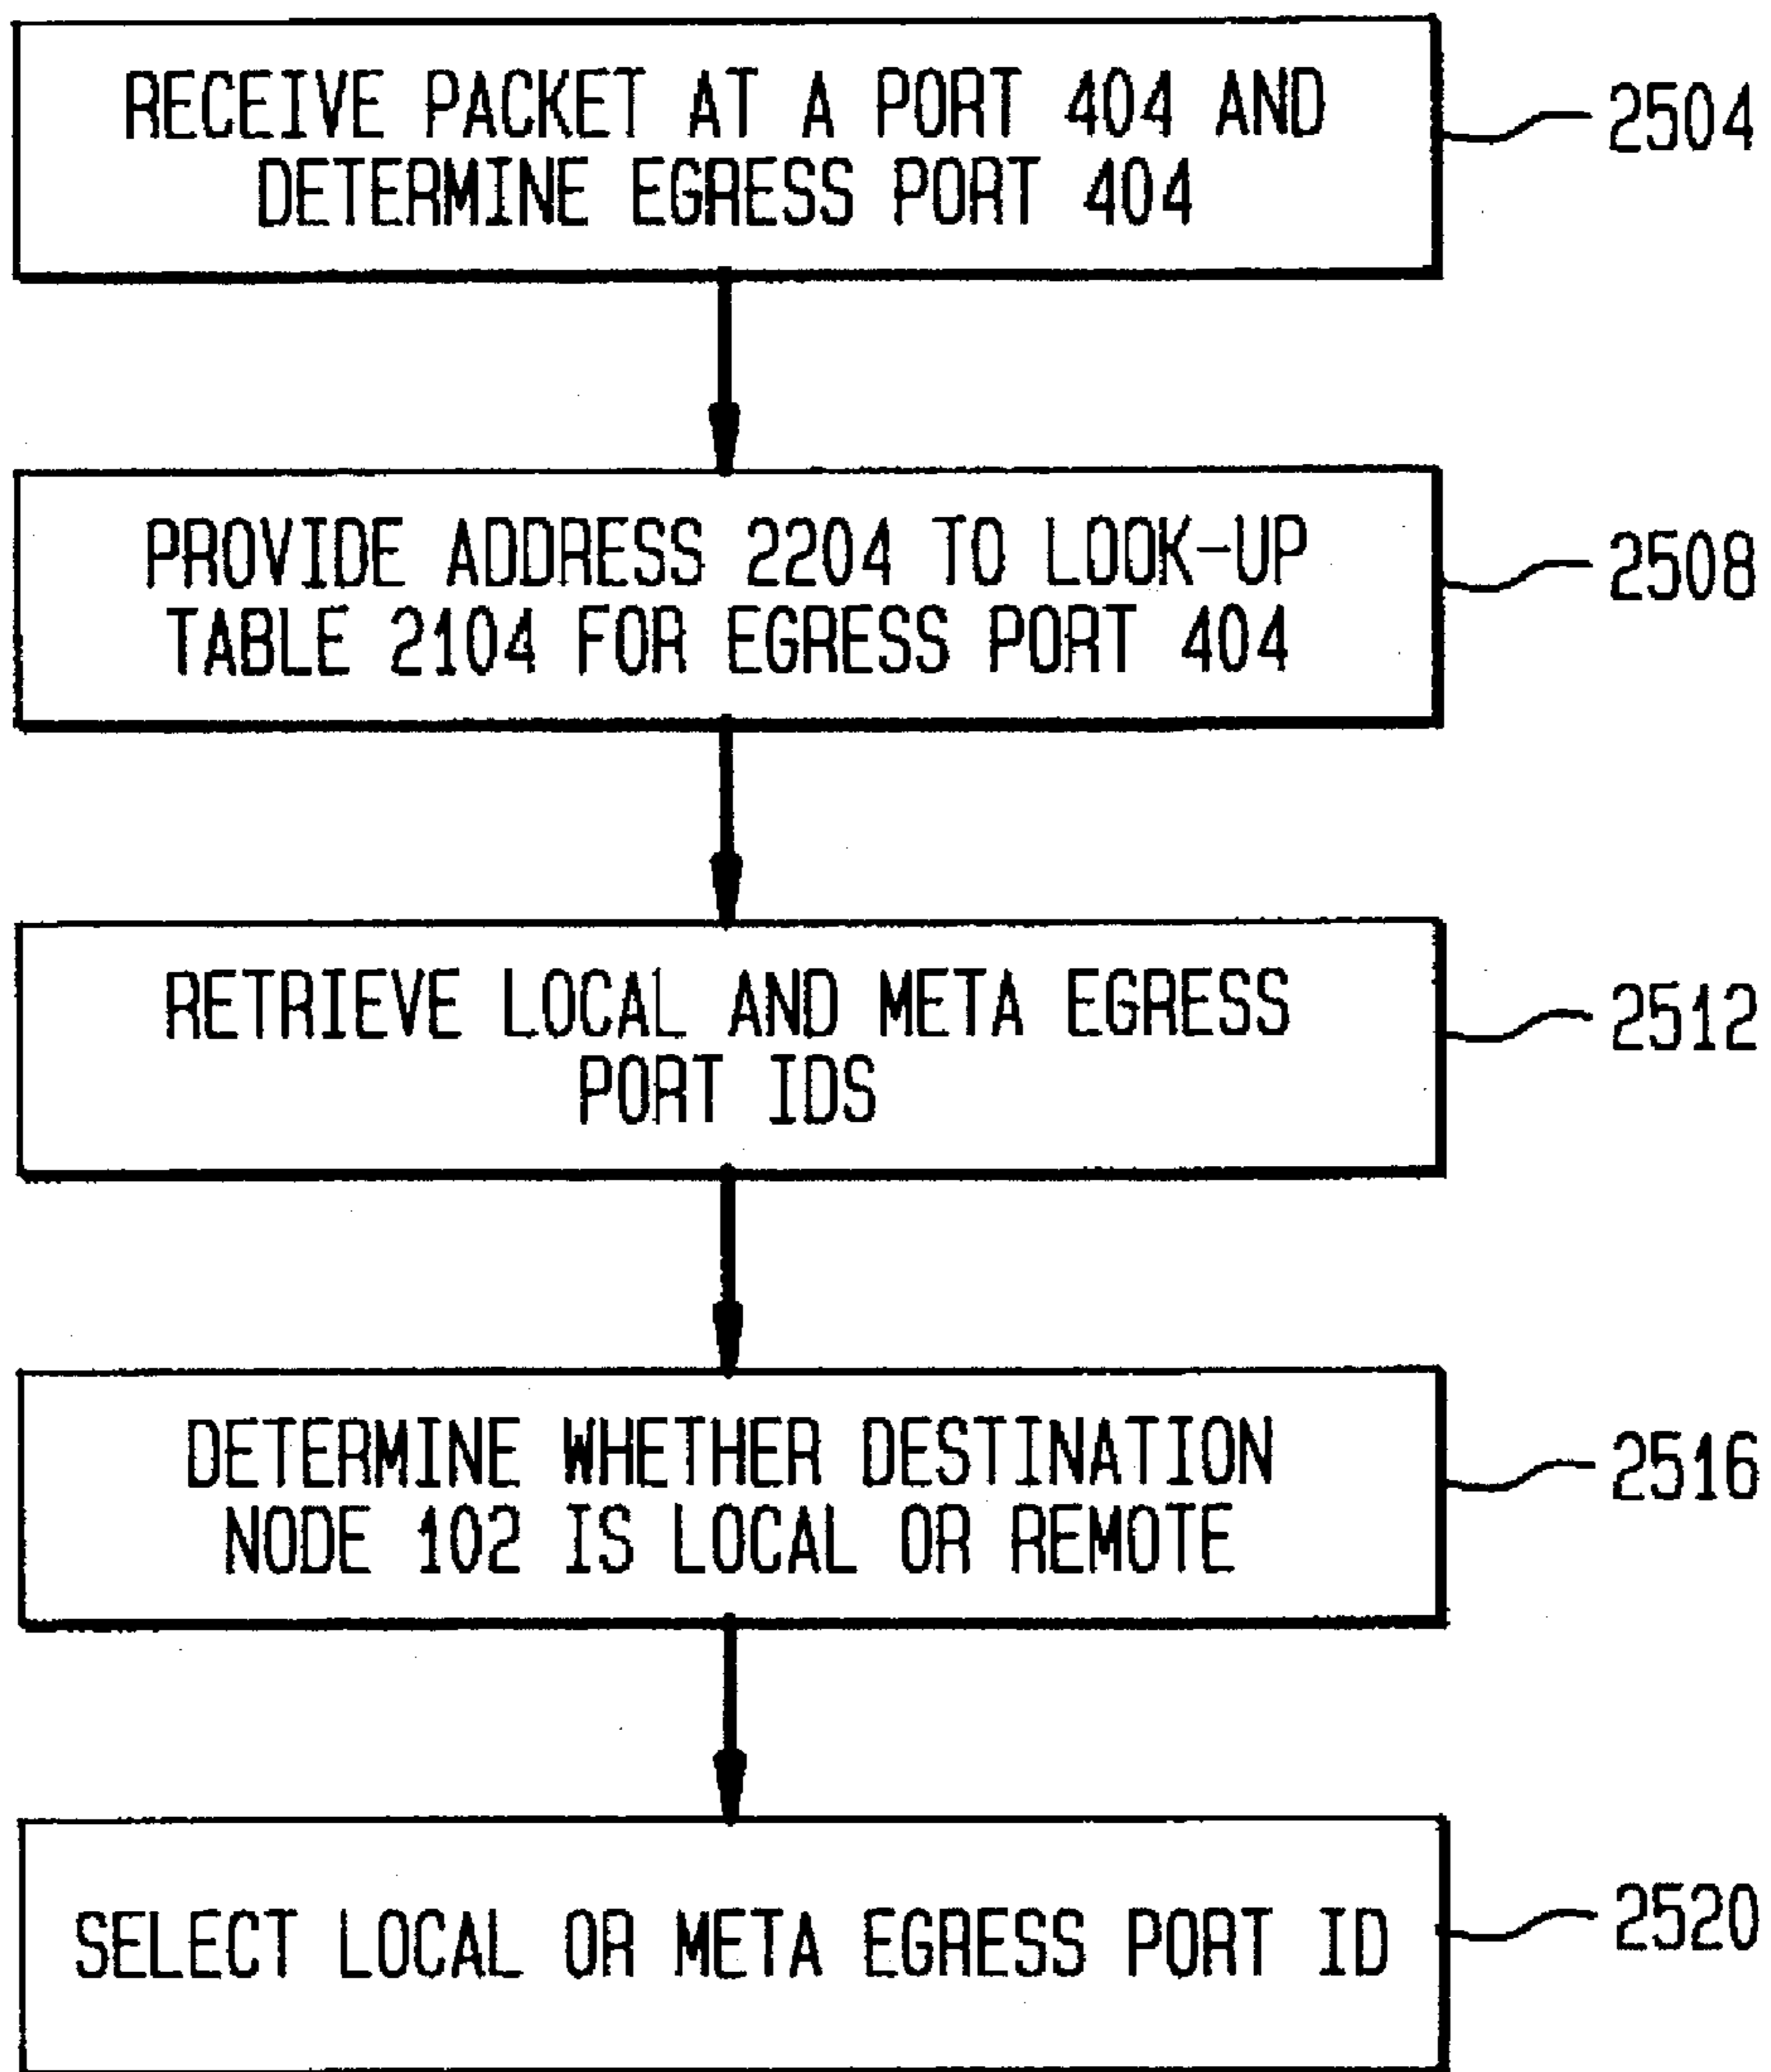 RECEIVE PACKET AT A PORT 404 AND
DETERMINE EGRESS PORT 404
2504
PROVIDE ADDRESS 2204 TO LOOK-UP
TABLE 2104 FOR EGRESS PORT 404
2508
RETRIEVE LOCAL AND META EGRESS
PORT IDS
2512
DETERMINE WHETHER DESTINATION
NODE 102 IS LOCAL OR REMOTE
2516
SELECT LOCAL OR META EGRESS PORT ID
2520